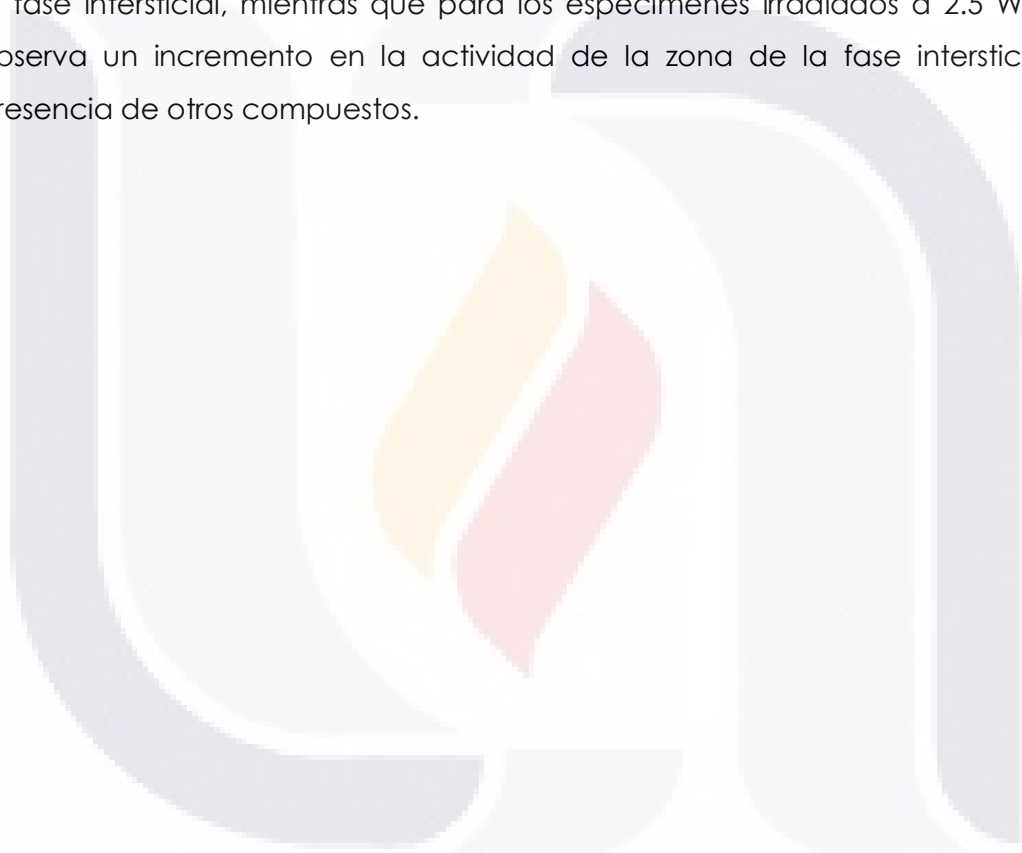 fase intersticial, mientras que para los especímenes irradiados a 2.5 W
observa un incremento en la actividad de la zona de la fase interstic
resencia de otros compuestos.